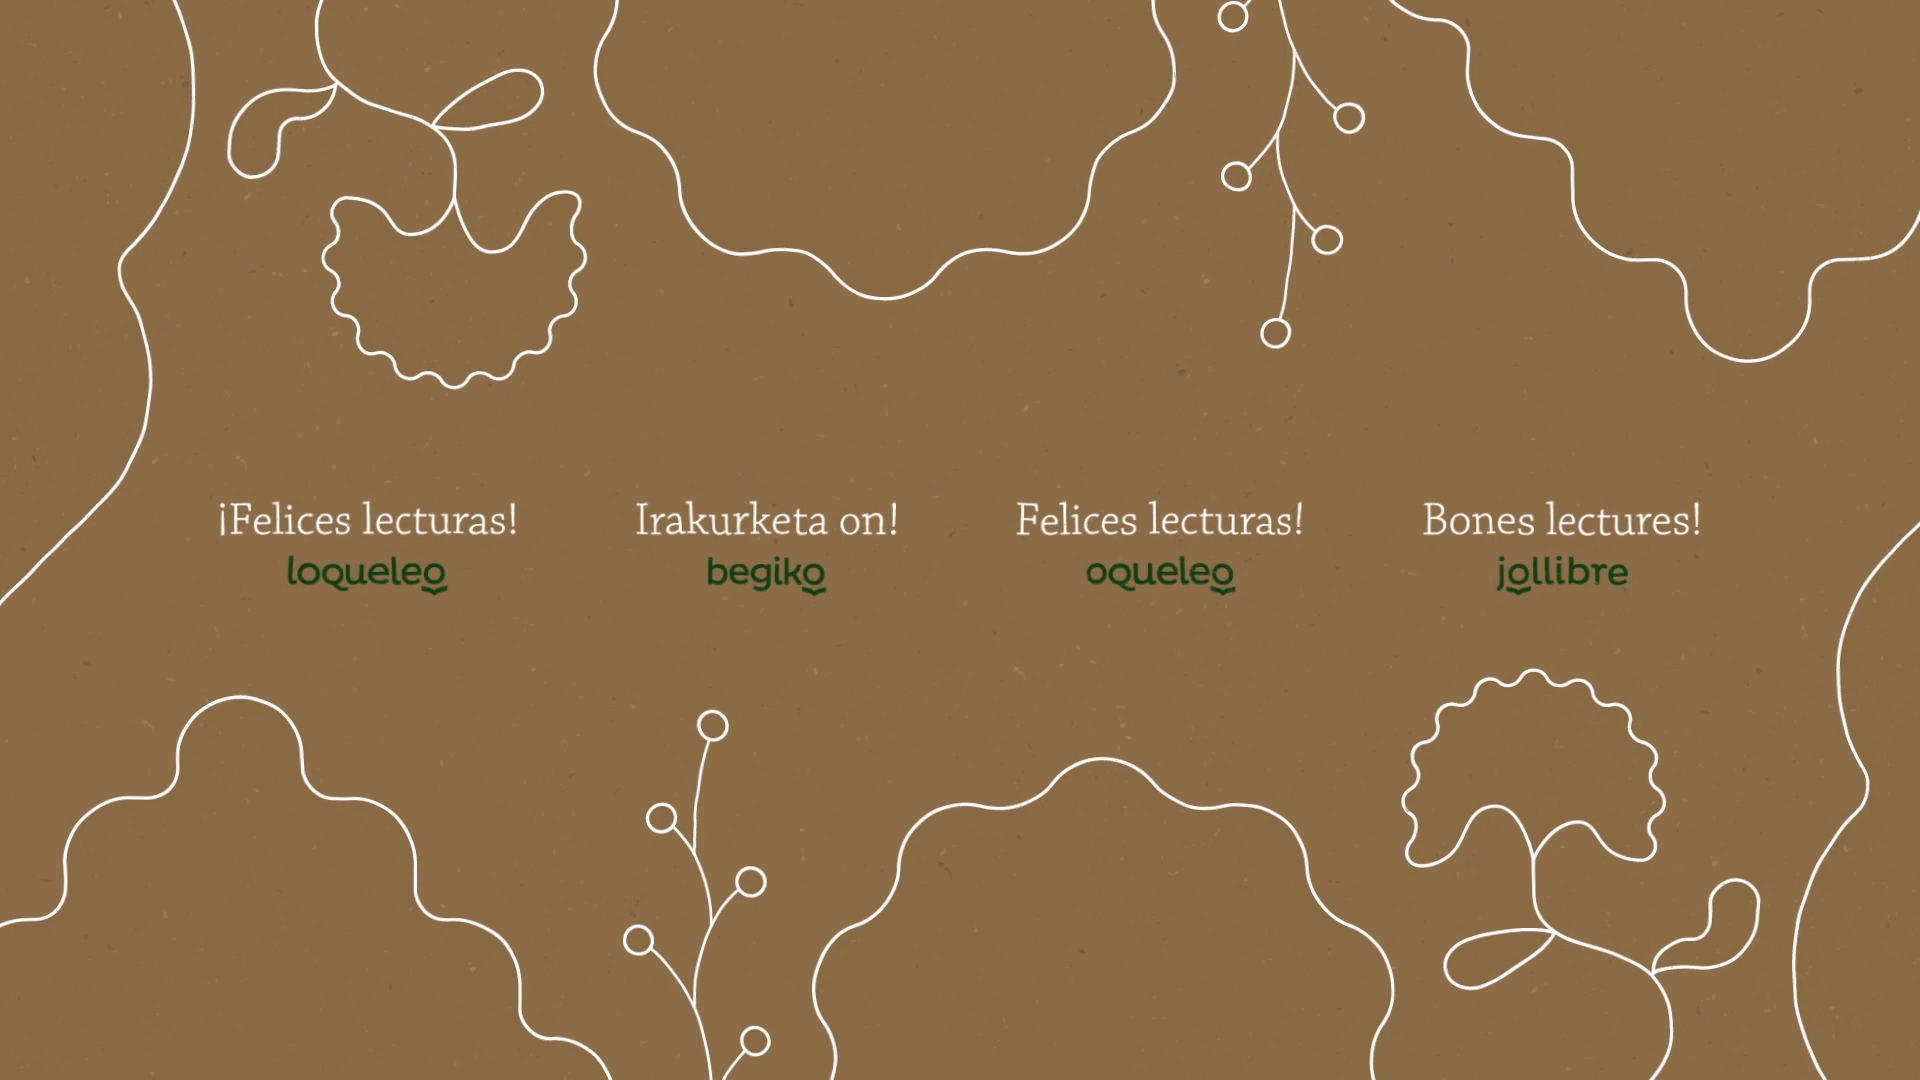 ¡Felices lecturas!
loqueleo
Irakurketa on!
begiko
Felices lecturas!
oqueleo
Bones lectures!
jollibre